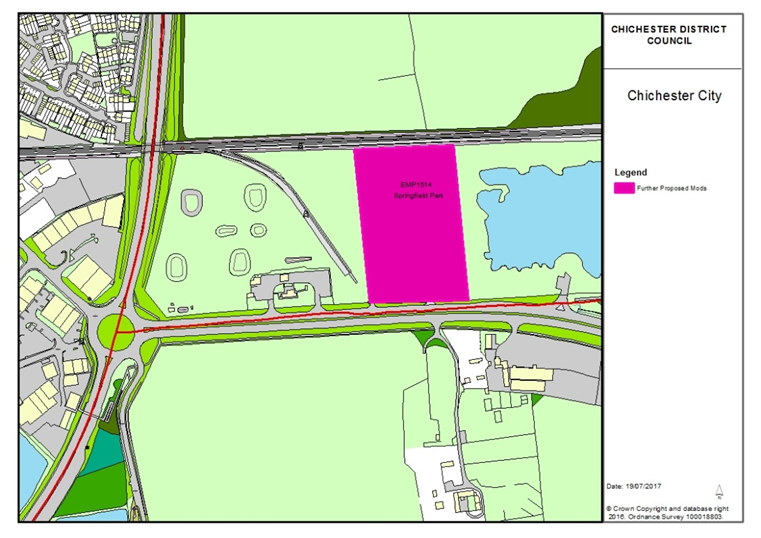 EMP1514
Springfield Park
CHICHESTER DISTRICT
COUNCIL
Chichester City
Legend
Further Proposed Mods
Date: 19/07/2017
© Crown Copyright and database right
2016. Ordnance Survey 100018803.